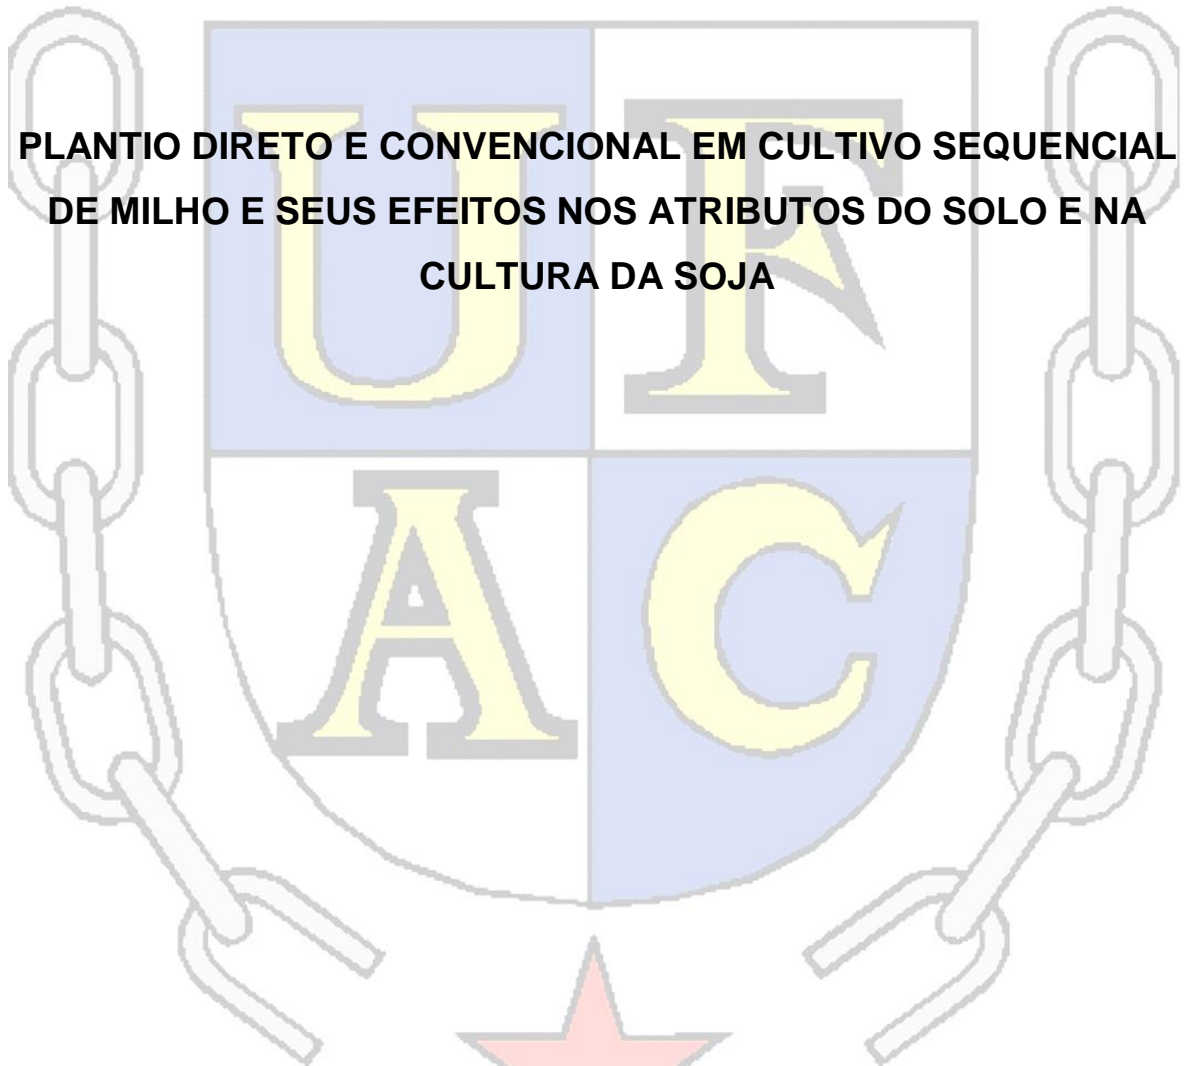 PLANTIO DIRETO E CONVENCIONAL EM CULTIVO SEQUENCIAL
DE MILHO E SEUS EFEITOS NOS ATRIBUTOS DO SOLO E NA
CULTURA DA SOJA
U F
A C